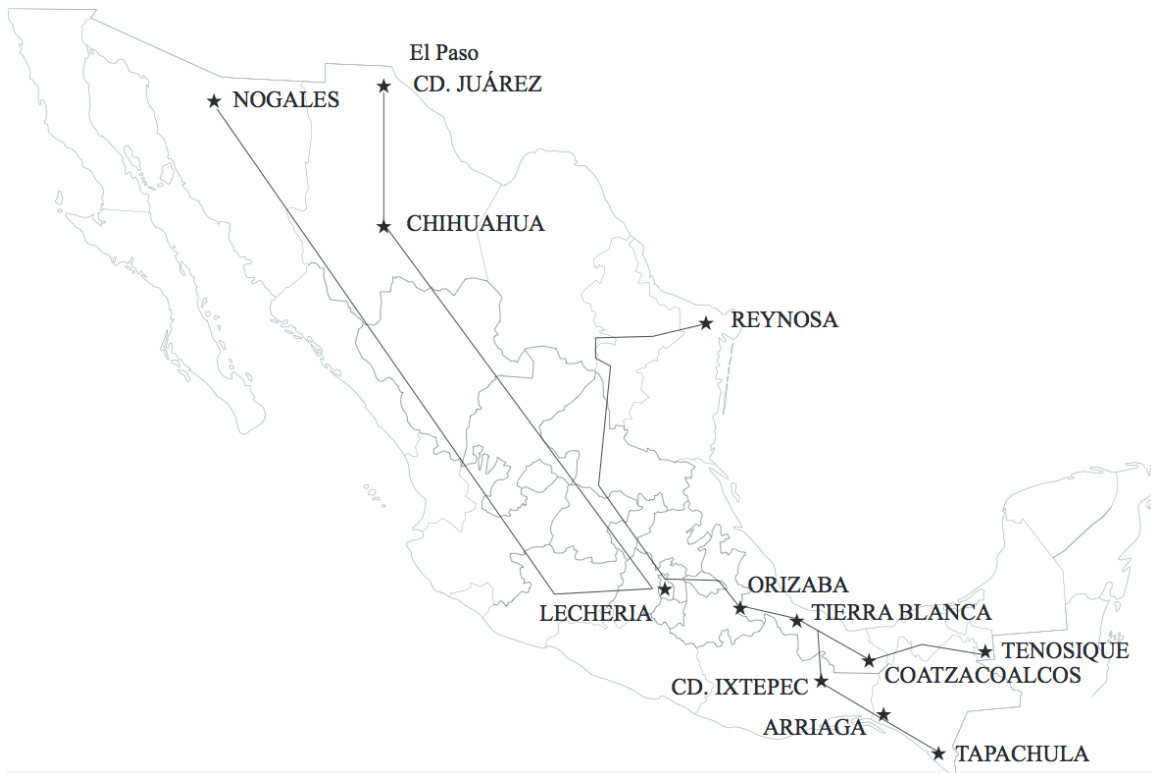 El Paso
CD. JUÁREZ
NOGALES
CHIHUAHUA
REYNOSA
ORIZABA
LECHERIA
TIERRA BLANCA
TENOSIQUE
COATZACOALCOS
CD. IXTEPEC
ARRIAGA
TAPACHULA